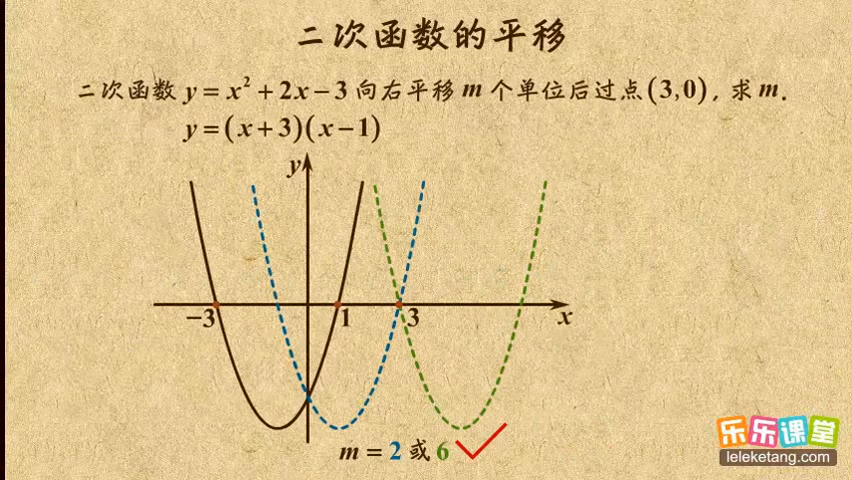 二次函数的平移
二次函数 y = x² + 2x − 3 向右平移 m 个单位后过点 (3,0)，求 m．
y = (x + 3)(x − 1)
y
−3
1
3
x
m = 2 或 6
乐乐课堂
leleketang.com